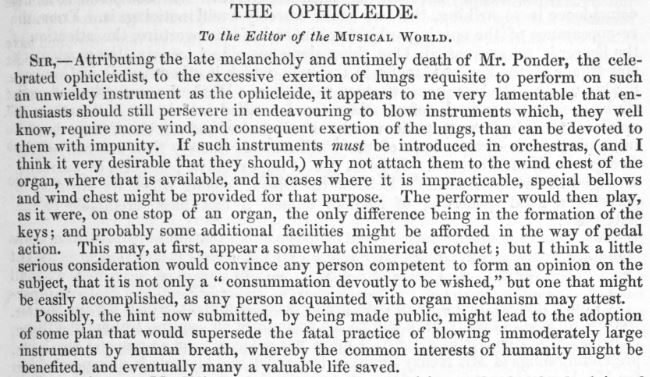 THE OPHICLEIDE.
To the Editor of the MUSICAL WORLD.
SIR,—Attributing the late melancholy and untimely death of Mr. Ponder, the cele-
brated ophicleidist, to the excessive exertion of lungs requisite to perform on such
an unwieldy instrument as the ophicleide, it appears to me very lamentable that en-
thusiasts should still persevere in endeavouring to blow instruments which, they well
know, require more wind, and consequent exertion of the lungs, than can be devoted to
them with impunity. If such instruments must be introduced in orchestras, (and I
think it very desirable that they should,) why not attach them to the wind chest of the
organ, where that is available, and in cases where it is impracticable, special bellows
and wind chest might be provided for that purpose. The performer would then play,
as it were, on one stop of an organ, the only difference being in the formation of the
keys; and probably some additional facilities might be afforded in the way of pedal
action. This may, at first, appear a somewhat chimerical crotchet; but I think a little
serious consideration would convince any person competent to form an opinion on the
subject, that it is not only a "consummation devoutly to be wished," but one that might
be easily accomplished, as any person acquainted with organ mechanism may attest.
Possibly, the hint now submitted, by being made public, might lead to the adoption
of some plan that would supersede the fatal practice of blowing immoderately large
instruments by human breath, whereby the common interests of humanity might be
benefited, and eventually many a valuable life saved.